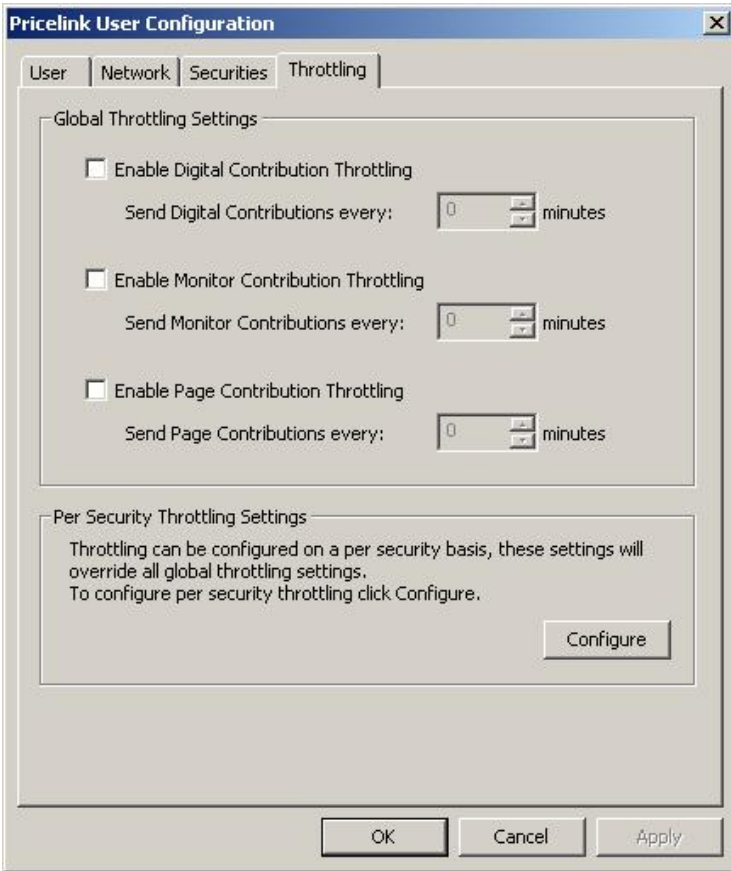 Pricelink User Configuration
User Network Securities Throttling
Global Throttling Settings
Enable Digital Contribution Throttling
Send Digital Contributions every: 0 minutes
Enable Monitor Contribution Throttling
Send Monitor Contributions every: 0 minutes
Enable Page Contribution Throttling
Send Page Contributions every: 0 minutes
Per Security Throttling Settings
Throttling can be configured on a per security basis, these settings will
override all global throttling settings.
To configure per security throttling click Configure.
Configure
OK Cancel Apply